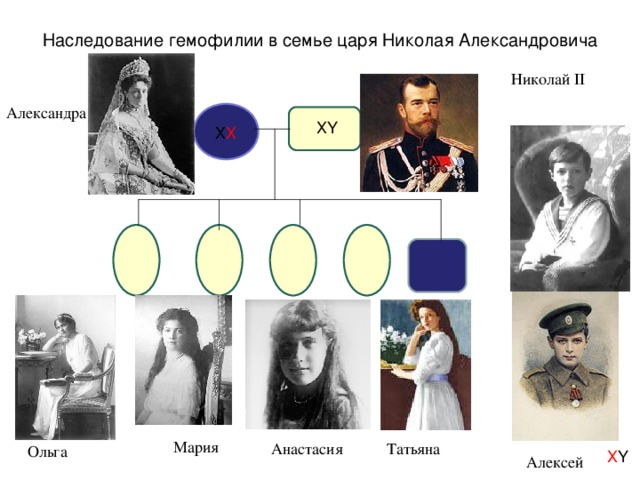 Наследование гемофилии в семье царя Николая Александровича
Николай II
Александра
XX
XY
Ольга
Мария
Анастасия
Татьяна
Алексей
XY